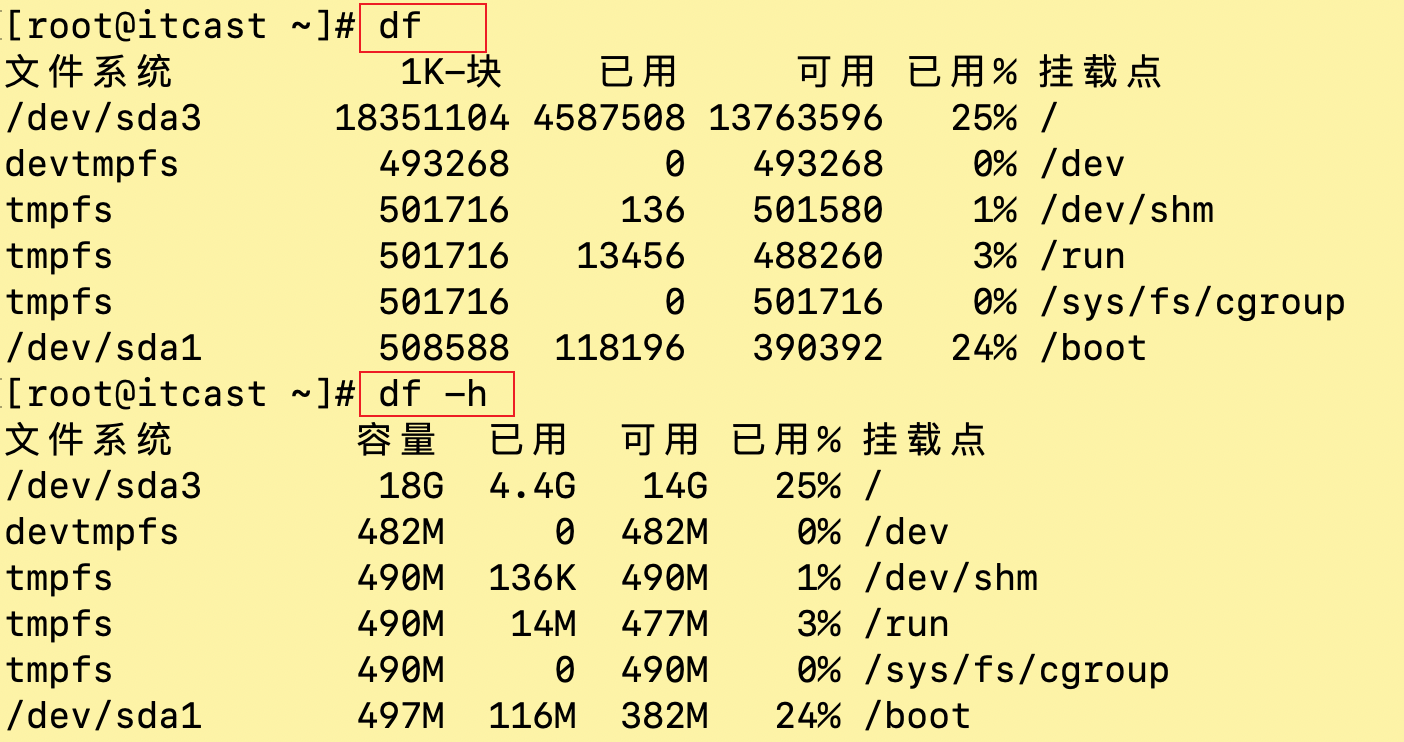 [root@itcast ~]# df
文件系统 1K-块 已用 可用 已用% 挂载点
/dev/sda3 18351104 4587508 13763596 25% /
devtmpfs 493268 0 493268 0% /dev
tmpfs 501716 136 501580 1% /dev/shm
tmpfs 501716 13456 488260 3% /run
tmpfs 501716 0 501716 0% /sys/fs/cgroup
/dev/sda1 508588 118196 390392 24% /boot
[root@itcast ~]# df -h
文件系统 容量 已用 可用 已用% 挂载点
/dev/sda3 18G 4.4G 14G 25% /
devtmpfs 482M 0 482M 0% /dev
tmpfs 490M 136K 490M 1% /dev/shm
tmpfs 490M 14M 477M 3% /run
tmpfs 490M 0 490M 0% /sys/fs/cgroup
/dev/sda1 497M 116M 382M 24% /boot